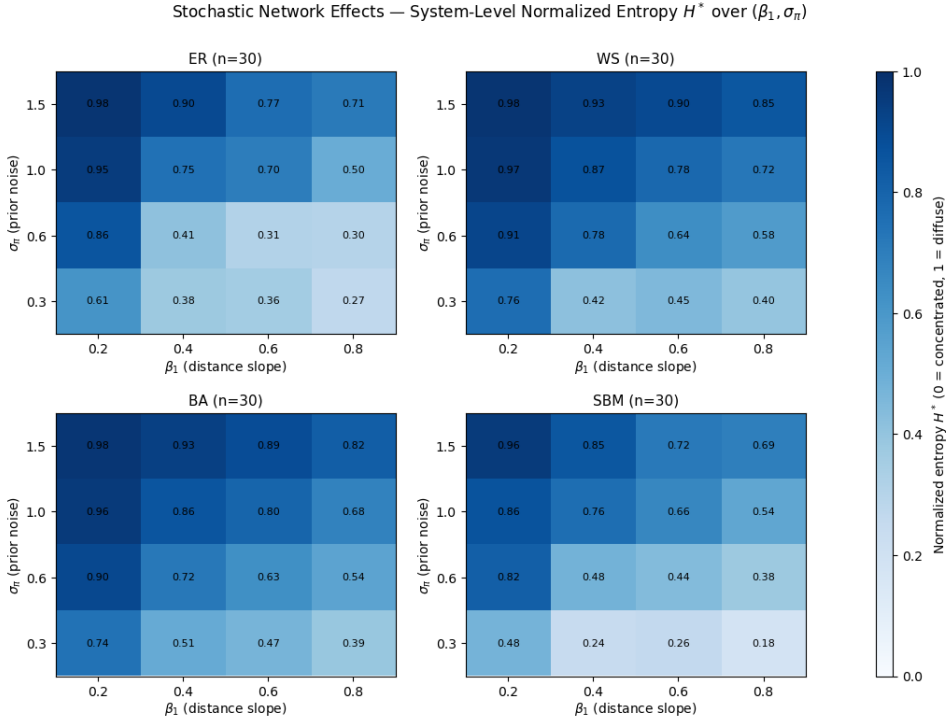 Stochastic Network Effects — System-Level Normalized Entropy H* over (β₁, σπ)
ER (n=30)
1.5 0.98 0.90 0.77 0.71
1.0 0.95 0.75 0.70 0.50
0.6 0.86 0.41 0.31 0.30
0.3 0.61 0.38 0.36 0.27
0.2 0.4 0.6 0.8
β₁ (distance slope)
σπ (prior noise)
WS (n=30)
1.5 0.98 0.93 0.90 0.85
1.0 0.97 0.87 0.78 0.72
0.6 0.91 0.78 0.64 0.58
0.3 0.76 0.42 0.45 0.40
0.2 0.4 0.6 0.8
β₁ (distance slope)
σπ (prior noise)
BA (n=30)
1.5 0.98 0.93 0.89 0.82
1.0 0.96 0.86 0.80 0.68
0.6 0.90 0.72 0.63 0.54
0.3 0.74 0.51 0.47 0.39
0.2 0.4 0.6 0.8
β₁ (distance slope)
σπ (prior noise)
SBM (n=30)
1.5 0.96 0.85 0.72 0.69
1.0 0.86 0.76 0.66 0.54
0.6 0.82 0.48 0.44 0.38
0.3 0.48 0.24 0.26 0.18
0.2 0.4 0.6 0.8
β₁ (distance slope)
σπ (prior noise)
1.0
0.8
0.6
0.4
0.2
0.0
Normalized entropy H* (0 = concentrated, 1 = diffuse)